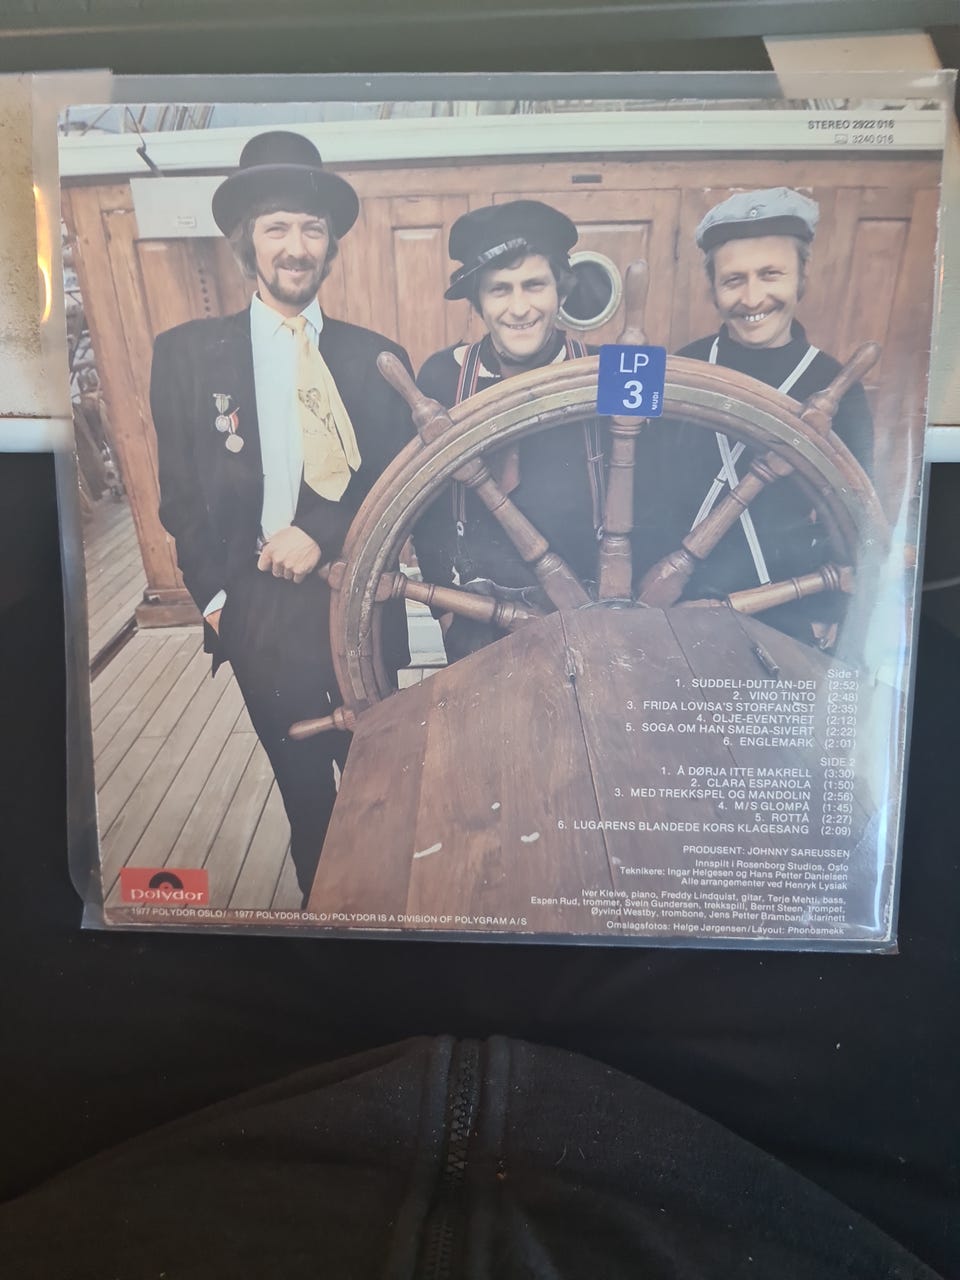 STEREO 2922 016
3240 016
LP
3
MUDI
Side 1
1. SUDDELI-DUTTAN-DEI (2:52)
2. VINO TINTO (2:48)
3. FRIDA LOVISA'S STORFANGST (2:35)
4. OLJE-EVENTYRET (2:12)
5. SOGA OM HAN SMEDA-SIVERT (2:22)
6. ENGLEMARK (2:01)
SIDE 2
1. Å DØRJA ITTE MAKRELL (3:30)
2. CLARA ESPANOLA (1:50)
3. MED TREKKSPEL OG MANDOLIN (2:56)
4. M/S GLOMPÅ (1:45)
5. ROTTÅ (2:27)
6. LUGARENS BLANDEDE KORS KLAGESANG (2:09)
PRODUSENT: JOHNNY SAREUSSEN
Innspilt i Rosenborg Studios, Oslo
Teknikere: Ingar Helgesen og Hans Petter Danielsen
Alle arrangementer ved Henryk Lysiak
Iver Kleive, piano, Freddy Lindquist, gitar, Terje Mehti, bass,
Espen Rud, trommer, Svein Gundersen, trekkspill, Bernt Steen, trompet,
Øyvind Westby, trombone, Jens Petter Brambani, klarinett
Omslagsfotos: Helge Jørgensen/Layout: Phonosmekk
polydor
℗ 1977 POLYDOR OSLO/© 1977 POLYDOR OSLO/POLYDOR IS A DIVISION OF POLYGRAM A/S